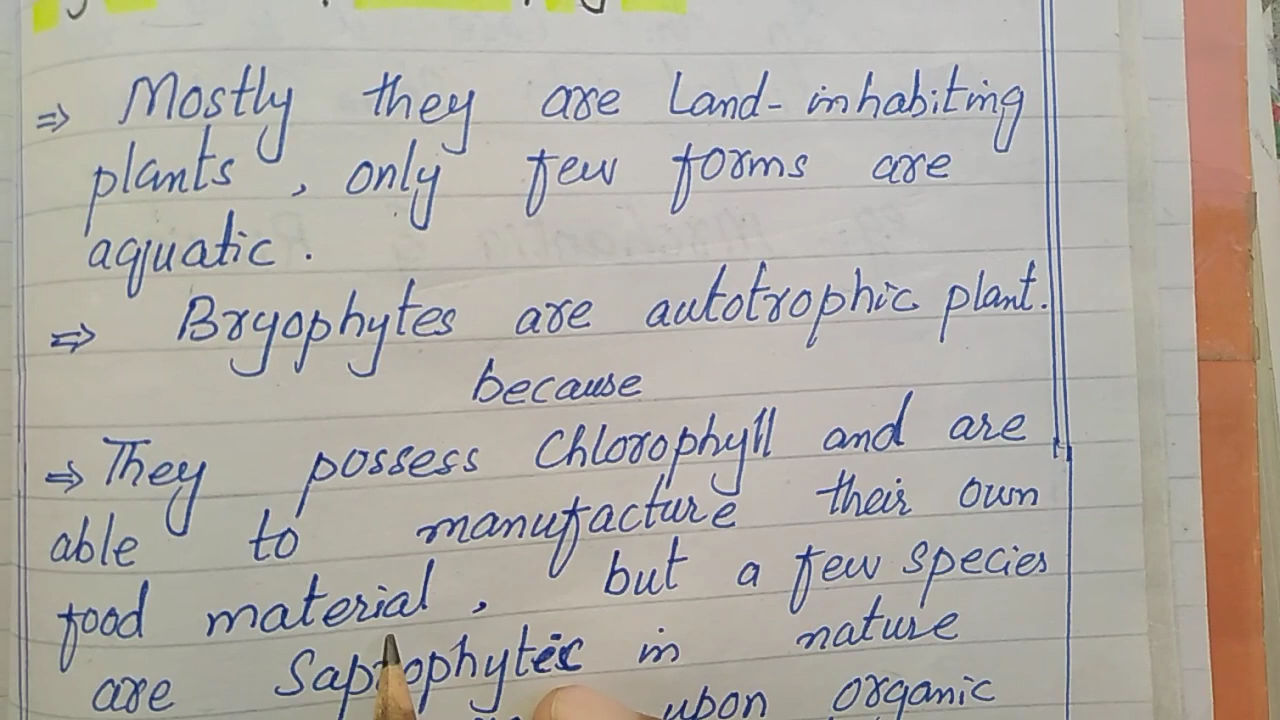 ⇒ Mostly they are Land-inhabiting
plants, only few forms are
aquatic.
⇒ Bryophytes are autotrophic plant.
because
⇒ They possess Chlorophyll and are
able to manufacture their own
food material, but a few species
are Saprophytic in nature
upon organic